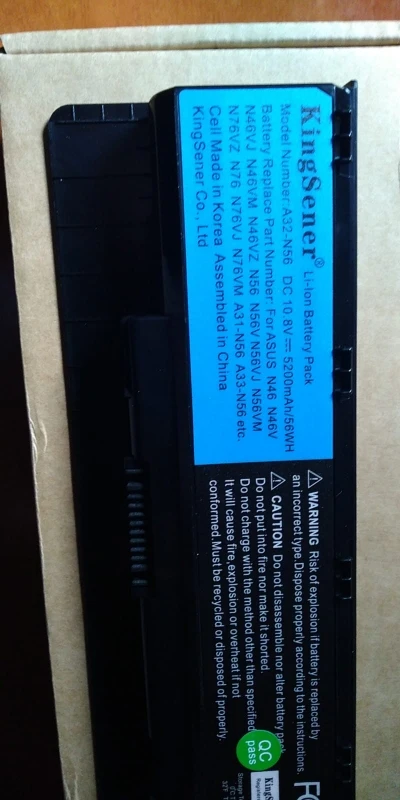 KingSener® Li-Ion Battery Pack
Model Number: A32-N56 DC 10.8V 5200mAh/56WH
Battery Replace Part Number: For ASUS N46 N46V
N46VJ N46VM N46VZ N56 N56V N56VJ N56VM
N76VZ N76 N76VJ N76VM A31-N56 A33-N56 etc.
Cell Made in Korea Assembled in China
KingSener Co., Ltd
⚠ WARNING Risk of explosion if battery is replaced by
an incorrect type. Dispose properly according to the instructions.
⚠ CAUTION Do not disassemble nor alter battery pack
Do not put into fire nor make it shorted.
Do not charge with the method other than specified
It will cause fire, explosion or overheat if not
conformed. Must be recycled or disposed of properly.
QC
pass